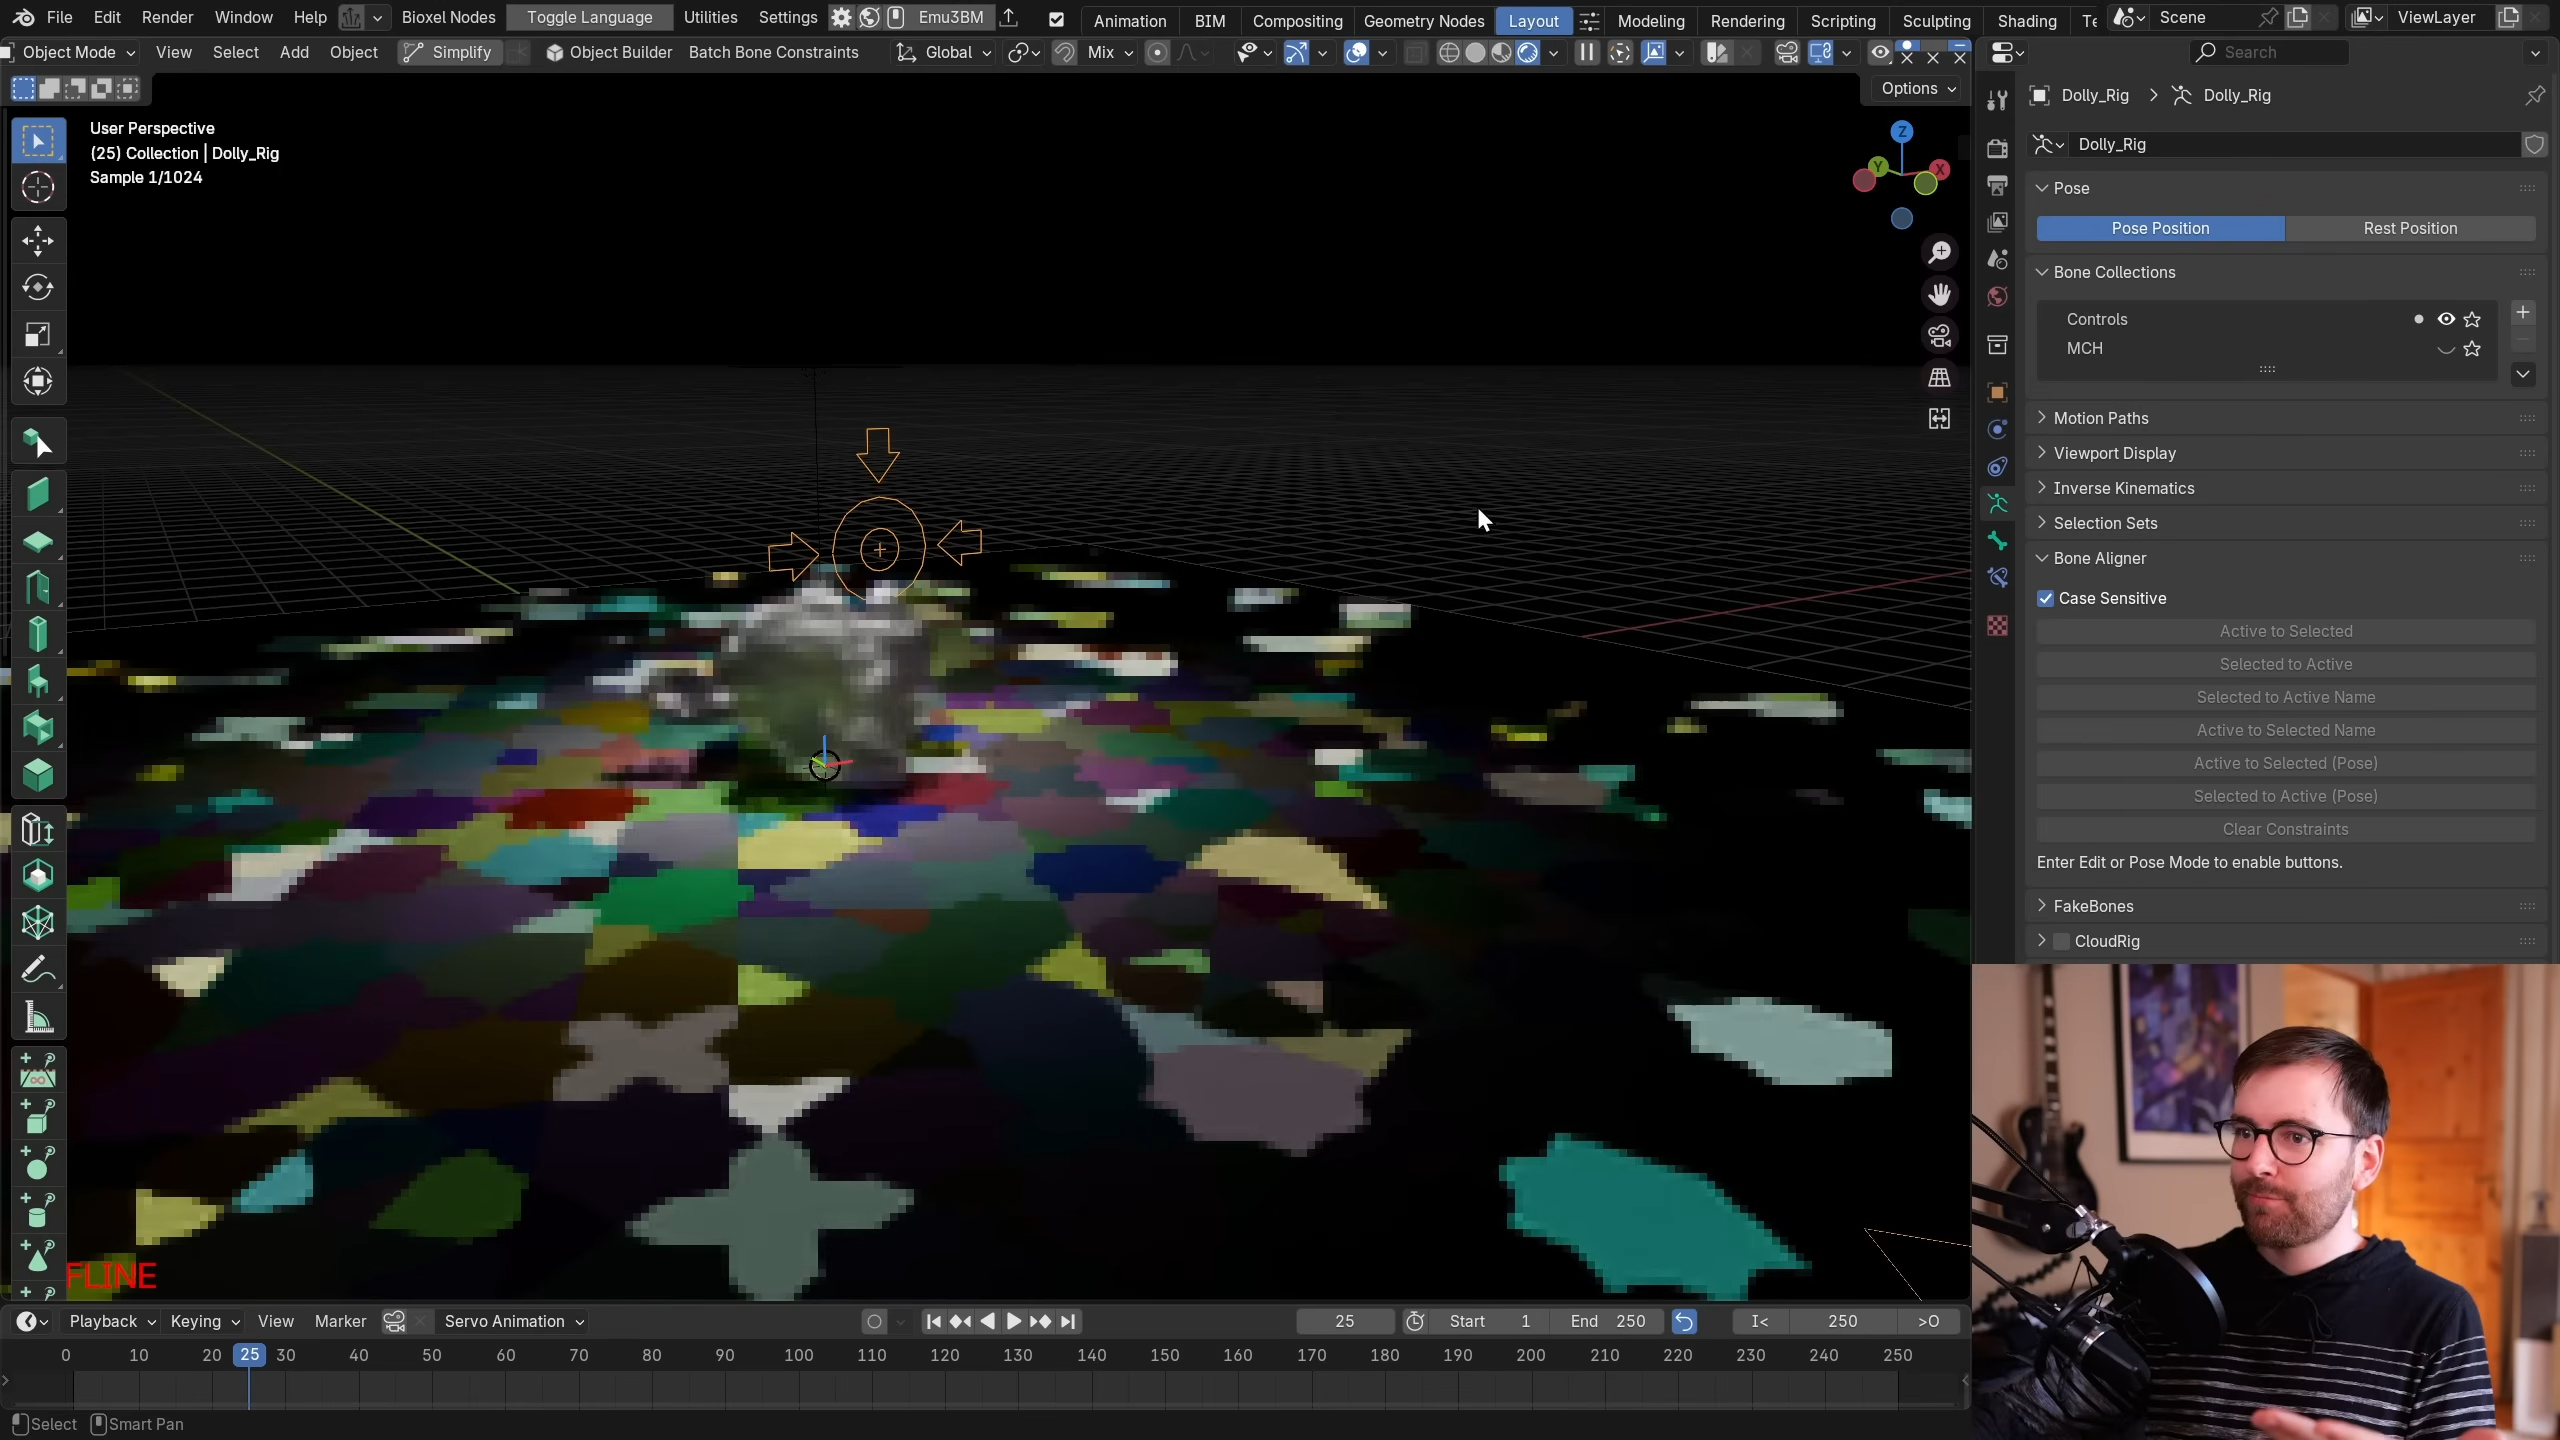 File Edit Render Window Help Bioxel Nodes Toggle Language Utilities Settings Emu3BM Animation BIM Compositing Geometry Nodes Layout Modeling Rendering Scripting Sculpting Shading Scene ViewLayer
Object Mode View Select Add Object Simplify Object Builder Batch Bone Constraints Global Mix Search
Options
User Perspective
(25) Collection | Dolly_Rig
Sample 1/1024
Z
Y
X
Dolly_Rig Dolly_Rig
Dolly_Rig
Pose
Pose Position Rest Position
Bone Collections
Controls
MCH
Motion Paths
Viewport Display
Inverse Kinematics
Selection Sets
Bone Aligner
Case Sensitive
Active to Selected
Selected to Active
Selected to Active Name
Active to Selected Name
Active to Selected (Pose)
Selected to Active (Pose)
Clear Constraints
Enter Edit or Pose Mode to enable buttons.
FakeBones
CloudRig
FLINE
Playback Keying View Marker Servo Animation 25 Start 1 End 250 I< 250 >O
0 10 20 25 30 40 50 60 70 80 90 100 110 120 130 140 150 160 170 180 190 200 210 220 230 240 250
Select Smart Pan